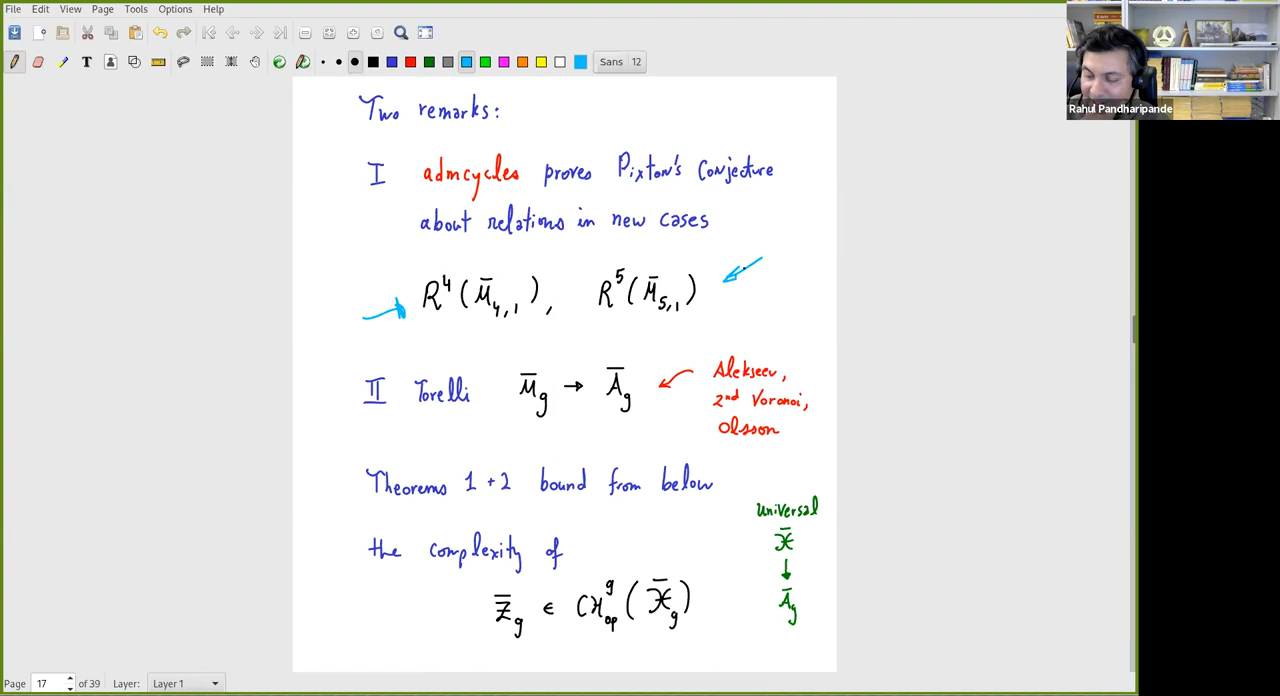 File Edit View Page Tools Options Help
Sans 12
Rahul Pandharipande
Two remarks:
I admcycles proves Pixton's Conjecture
about relations in new cases
R⁴(M̄₄,₁), R⁵(M̄₅,₁)
II Torelli M̄g → Āg
Alekseev,
2nd Voronoi,
Olsson
Theorems 1 + 2 bound from below
the complexity of
Z̄g ∈ CH^g_op(X̄g)
Universal
X̄
↓
Āg
Page 17 of 39 Layer: Layer 1